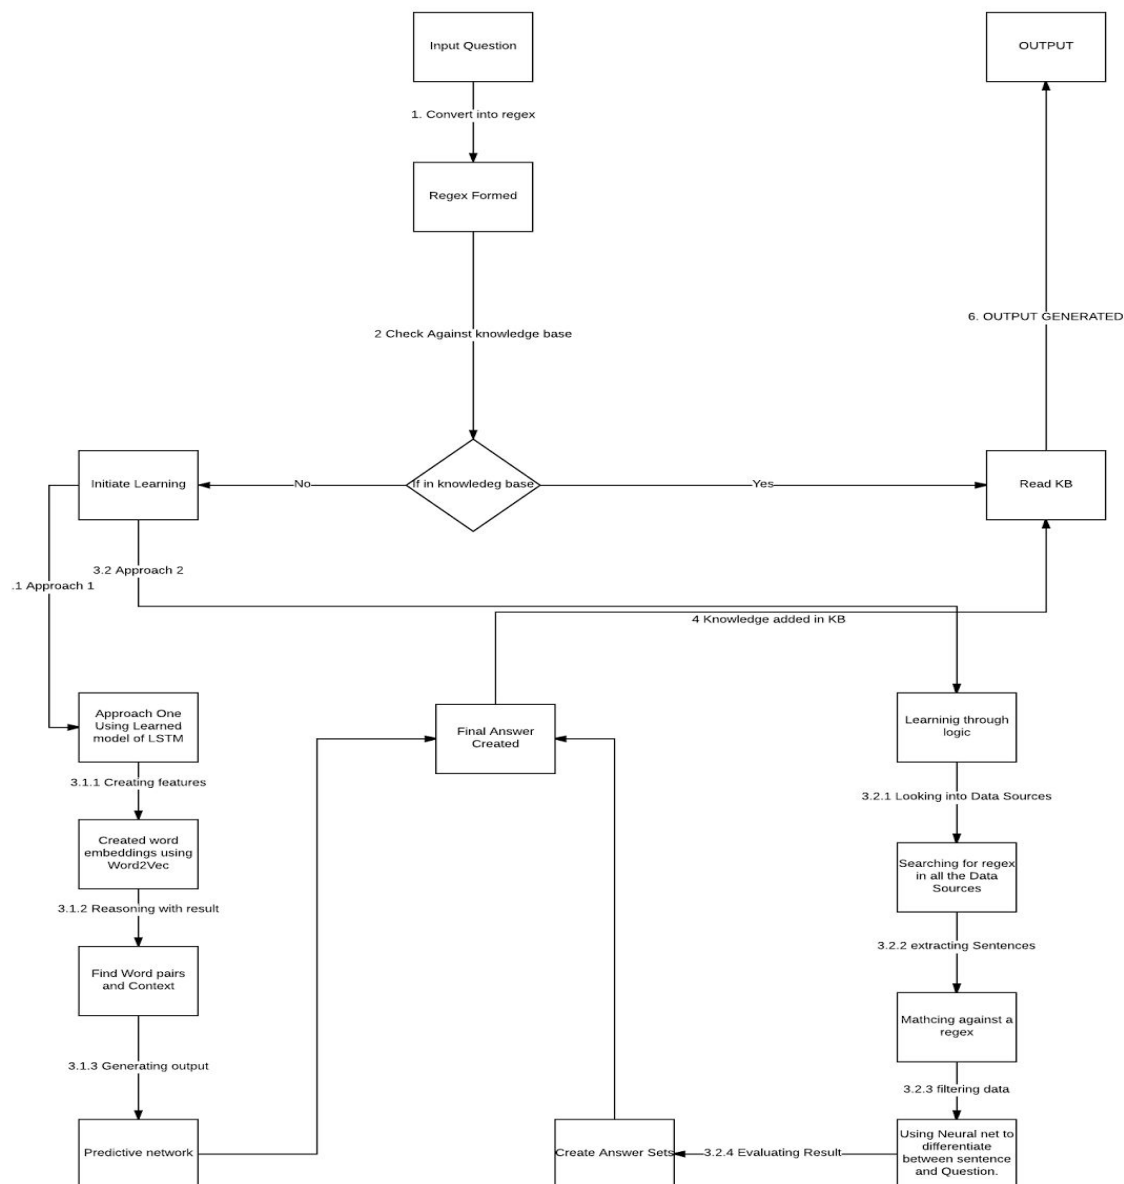 Input Question
OUTPUT
1. Convert into regex
Regex Formed
6. OUTPUT GENERATED
2 Check Against knowledge base
Initiate Learning
No
If in knowledeg base
Yes
Read KB
3.2 Approach 2
.1 Approach 1
4 Knowledge added in KB
Approach One
Using Learned
model of LSTM
Final Answer
Created
Learninig through
logic
3.1.1 Creating features
3.2.1 Looking into Data Sources
Created word
embeddings using
Word2Vec
Searching for regex
in all the Data
Sources
3.1.2 Reasoning with result
3.2.2 extracting Sentences
Find Word pairs
and Context
Mathcing against a
regex
3.1.3 Generating output
3.2.3 filtering data
Predictive network
Create Answer Sets
3.2.4 Evaluating Result
Using Neural net to
differentiate
between sentence
and Question.